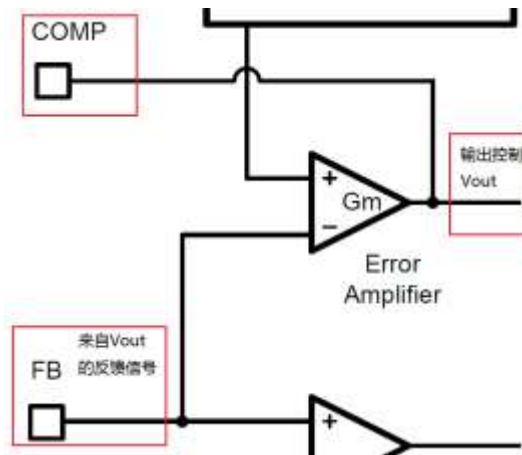 COMP
输出控制
Vout
+
Gm
−
Error
Amplifier
来自Vout
的反馈信号
FB
+